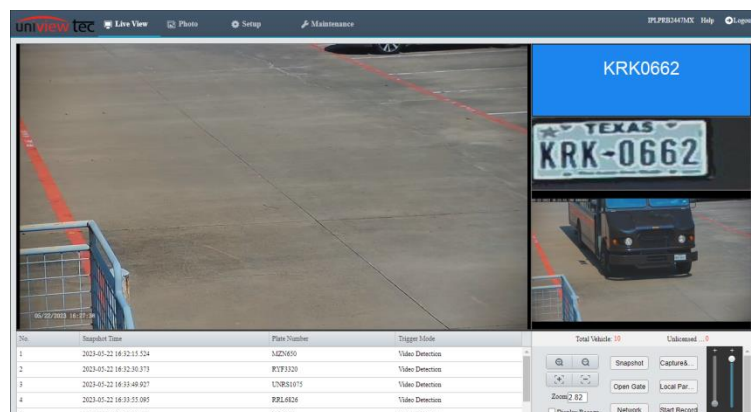 uniview tec Live View Photo Setup Maintenance IPLPRB2447MX Help Logout
KRK0662
TEXAS
KRK-0662
05/22/2023 16:27:36
No. Snapshot Time Plate Number Trigger Mode
1 2023-05-22 16:32:15.524 MZN650 Video Detection
2 2023-05-22 16:32:30.373 RYF3320 Video Detection
3 2023-05-22 16:33:49.927 UNRS1075 Video Detection
4 2023-05-22 16:33:55.095 RRL6826 Video Detection
Total Vehicle: 10 Unlicensed ...0
Snapshot Capture&...
Open Gate Local Par...
Zoom 2.82
Display Record Network Start Record